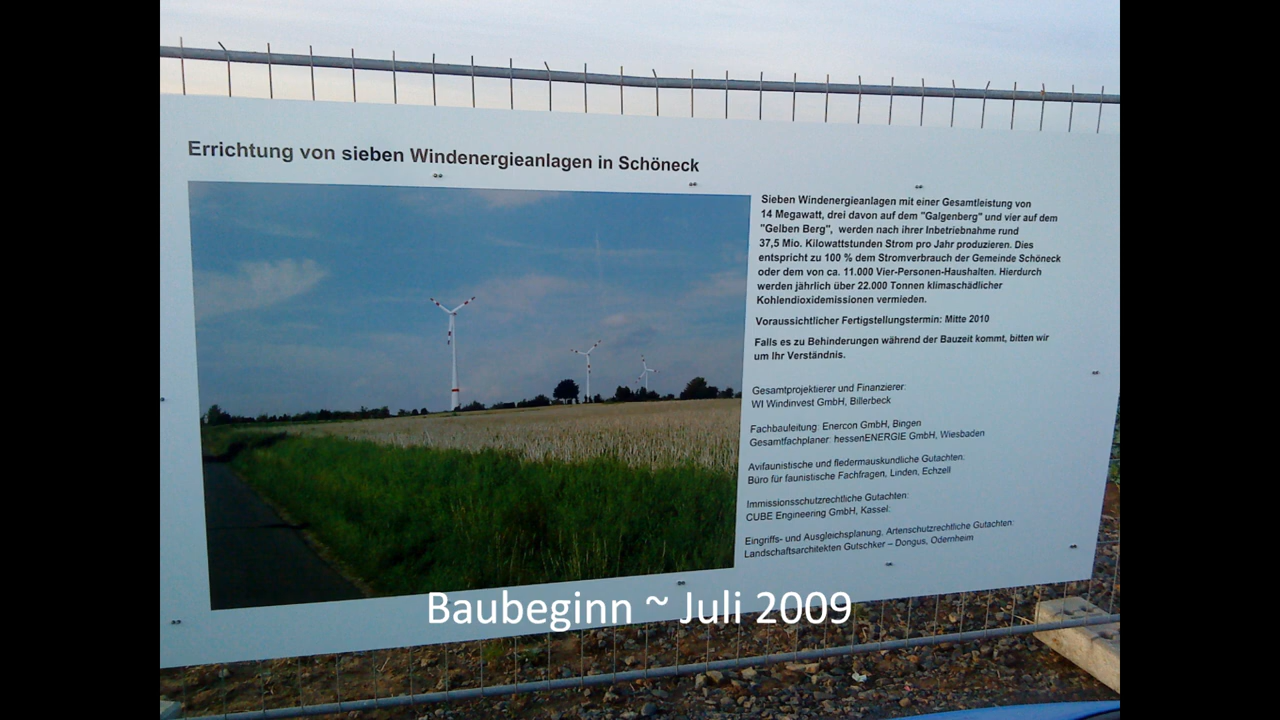 Errichtung von sieben Windenergieanlagen in Schöneck
Sieben Windenergieanlagen mit einer Gesamtleistung von
14 Megawatt, drei davon auf dem "Galgenberg" und vier auf dem
"Gelben Berg", werden nach ihrer Inbetriebnahme rund
37,5 Mio. Kilowattstunden Strom pro Jahr produzieren. Dies
entspricht zu 100 % dem Stromverbrauch der Gemeinde Schöneck
oder dem von ca. 11.000 Vier-Personen-Haushalten. Hierdurch
werden jährlich über 22.000 Tonnen klimaschädlicher
Kohlendioxidemissionen vermieden.
Voraussichtlicher Fertigstellungstermin: Mitte 2010
Falls es zu Behinderungen während der Bauzeit kommt, bitten wir
um Ihr Verständnis.
Gesamtprojektierer und Finanzierer:
WI Windinvest GmbH, Billerbeck
Fachbauleitung: Enercon GmbH, Bingen
Gesamtfachplaner: hessenENERGIE GmbH, Wiesbaden
Avifaunistische und fledermauskundliche Gutachten:
Büro für faunistische Fachfragen, Linden, Echzell
Immissionsschutzrechtliche Gutachten:
CUBE Engineering GmbH, Kassel:
Eingriffs- und Ausgleichsplanung, Artenschutzrechtliche Gutachten:
Landschaftsarchitekten Gutschker – Dongus, Odernheim
Baubeginn ~ Juli 2009